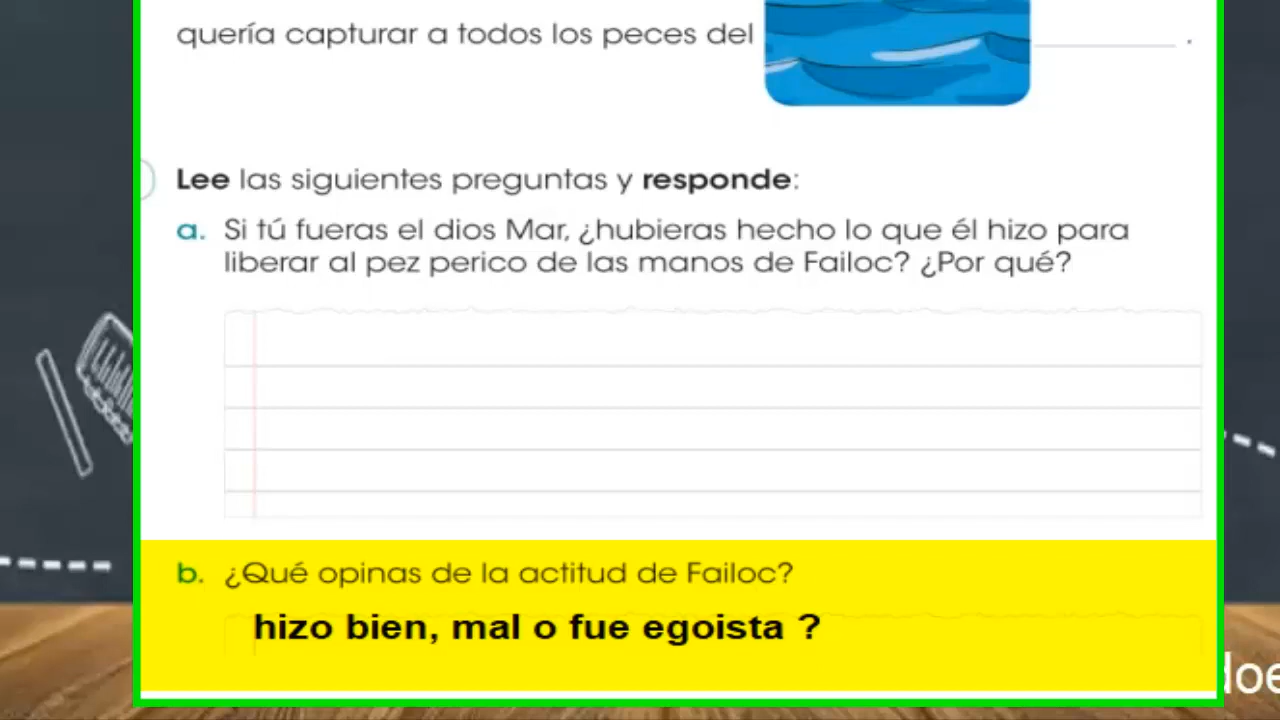 quería capturar a todos los peces del ____________ .
Lee las siguientes preguntas y responde:
a. Si tú fueras el dios Mar, ¿hubieras hecho lo que él hizo para
liberar al pez perico de las manos de Failoc? ¿Por qué?
b. ¿Qué opinas de la actitud de Failoc?
hizo bien, mal o fue egoista ?